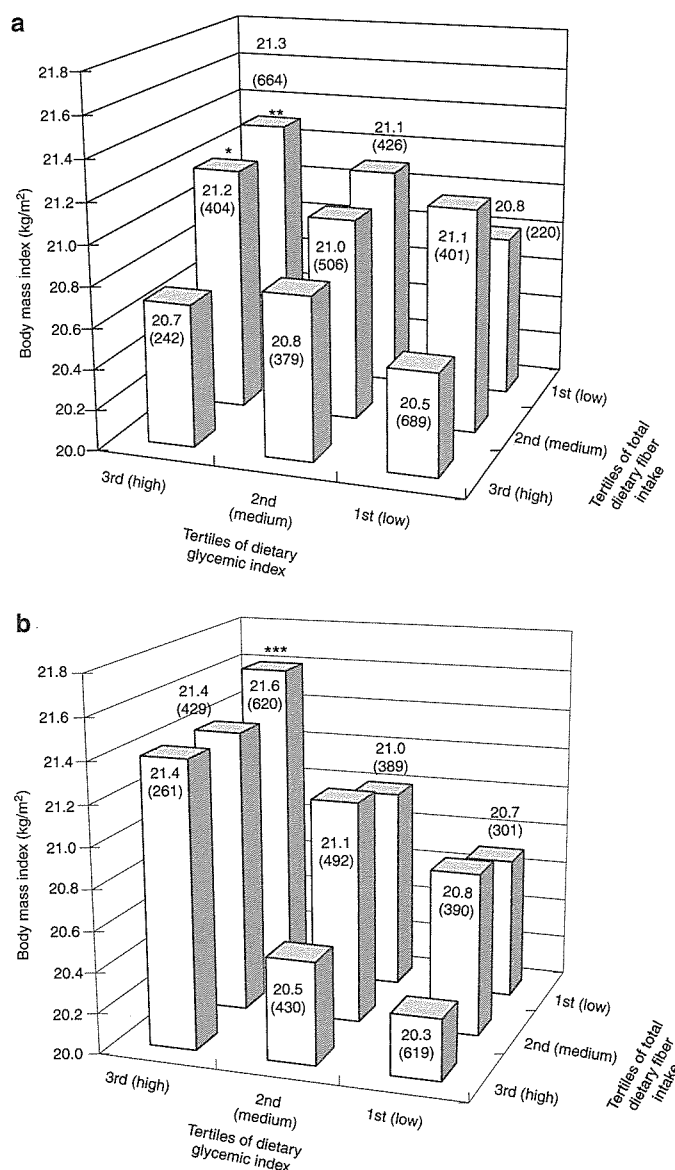 a
21.8
21.6
21.4
21.2
21.0
20.8
20.6
20.4
20.2
20.0
Body mass index (kg/m²)
21.3
(664)
**
*
21.1
(426)
21.2
(404)
20.8
(220)
21.0
(506)
21.1
(401)
20.7
(242)
20.8
(379)
20.5
(689)
3rd (high)
2nd
(medium)
1st (low)
Tertiles of dietary
glycemic index
1st (low)
2nd (medium)
3rd (high)
Tertiles of total
dietary fiber
intake
b
21.8
21.6
21.4
21.2
21.0
20.8
20.6
20.4
20.2
20.0
Body mass index (kg/m²)
***
21.6
(620)
21.4
(429)
21.4
(261)
21.0
(389)
21.1
(492)
20.7
(301)
20.8
(390)
20.5
(430)
20.3
(619)
3rd (high)
2nd
(medium)
1st (low)
Tertiles of dietary
glycemic index
1st (low)
2nd (medium)
3rd (high)
Tertiles of total
dietary fiber
intake